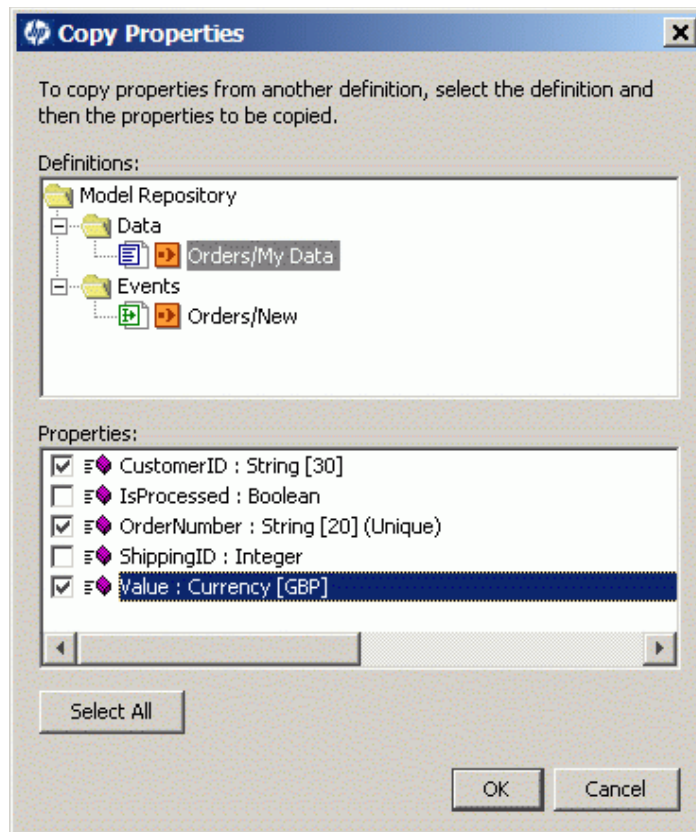 hp Copy Properties
To copy properties from another definition, select the definition and
then the properties to be copied.
Definitions:
Model Repository
Data
Orders/My Data
Events
Orders/New
Properties:
CustomerID : String [30]
IsProcessed : Boolean
OrderNumber : String [20] (Unique)
ShippingID : Integer
Value : Currency [GBP]
Select All
OK Cancel